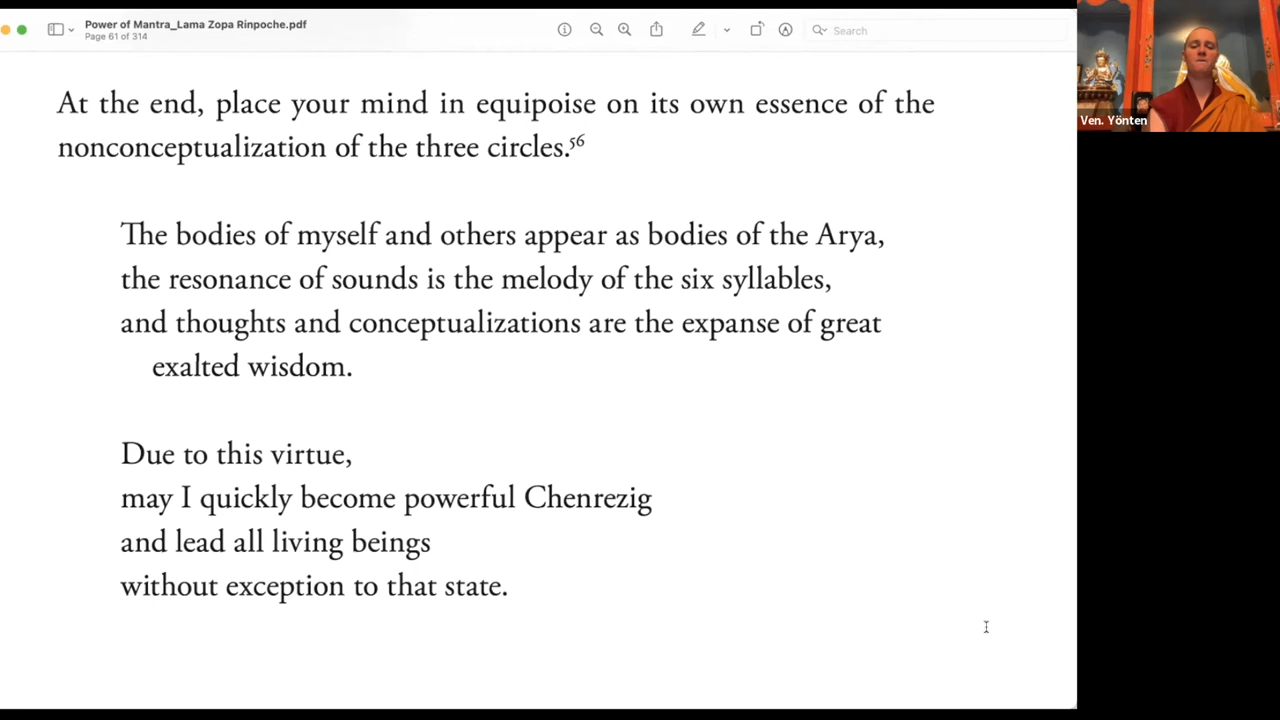 Power of Mantra_Lama Zopa Rinpoche.pdf
Page 61 of 314
Search
Ven. Yönten
At the end, place your mind in equipoise on its own essence of the
nonconceptualization of the three circles.56
The bodies of myself and others appear as bodies of the Arya,
the resonance of sounds is the melody of the six syllables,
and thoughts and conceptualizations are the expanse of great
exalted wisdom.
Due to this virtue,
may I quickly become powerful Chenrezig
and lead all living beings
without exception to that state.